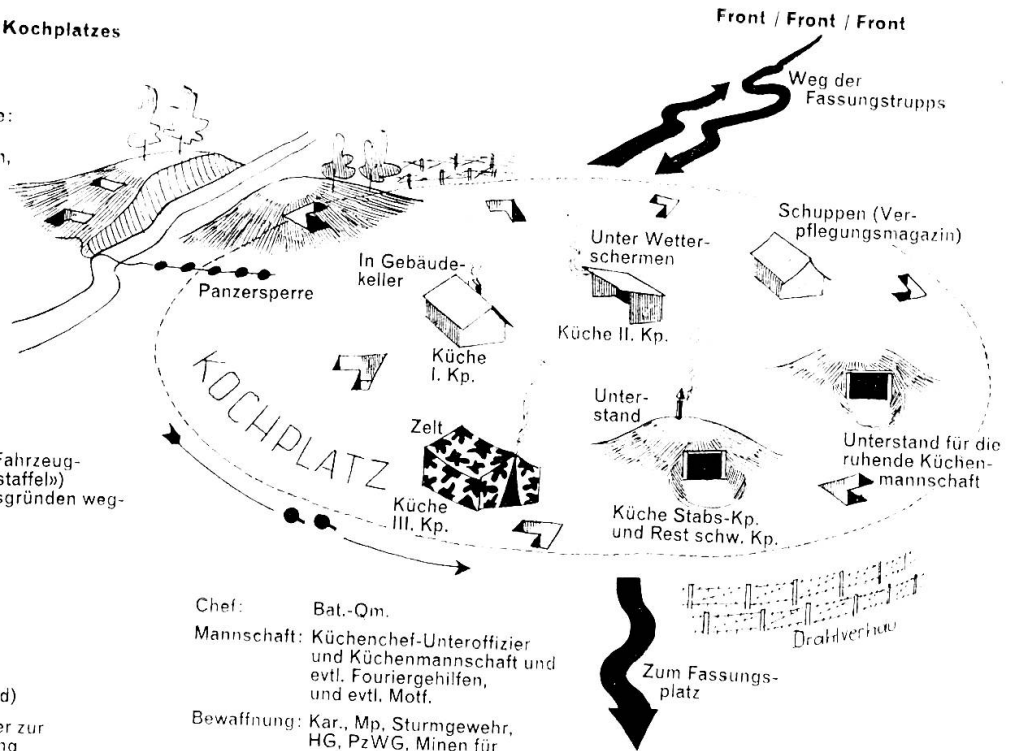 Kochplatzes
Front / Front / Front
Weg der
Fassungstrupps
Schuppen (Ver-
pflegungsmagazin)
Unter Wetter-
schermen
In Gebäude-
keller
Panzersperre
Küche II. Kp.
Küche
I. Kp.
KOCHPLATZ
Zelt
Unter-
stand
Unterstand für die
ruhende Küchen-
mannschaft
Küche
III. Kp.
Küche Stabs-Kp.
und Rest schw. Kp.
Fahrzeug-
staffel»)
sgründen weg-
Drahtverhau
Zum Fassungs-
platz
Chef: Bat.-Qm.
Mannschaft: Küchenchef-Unteroffizier
und Küchenmannschaft und
evtl. Fouriergehilfen,
und evtl. Motf.
Bewaffnung: Kar., Mp, Sturmgewehr,
HG, PzWG, Minen für
d)
er zur
ng